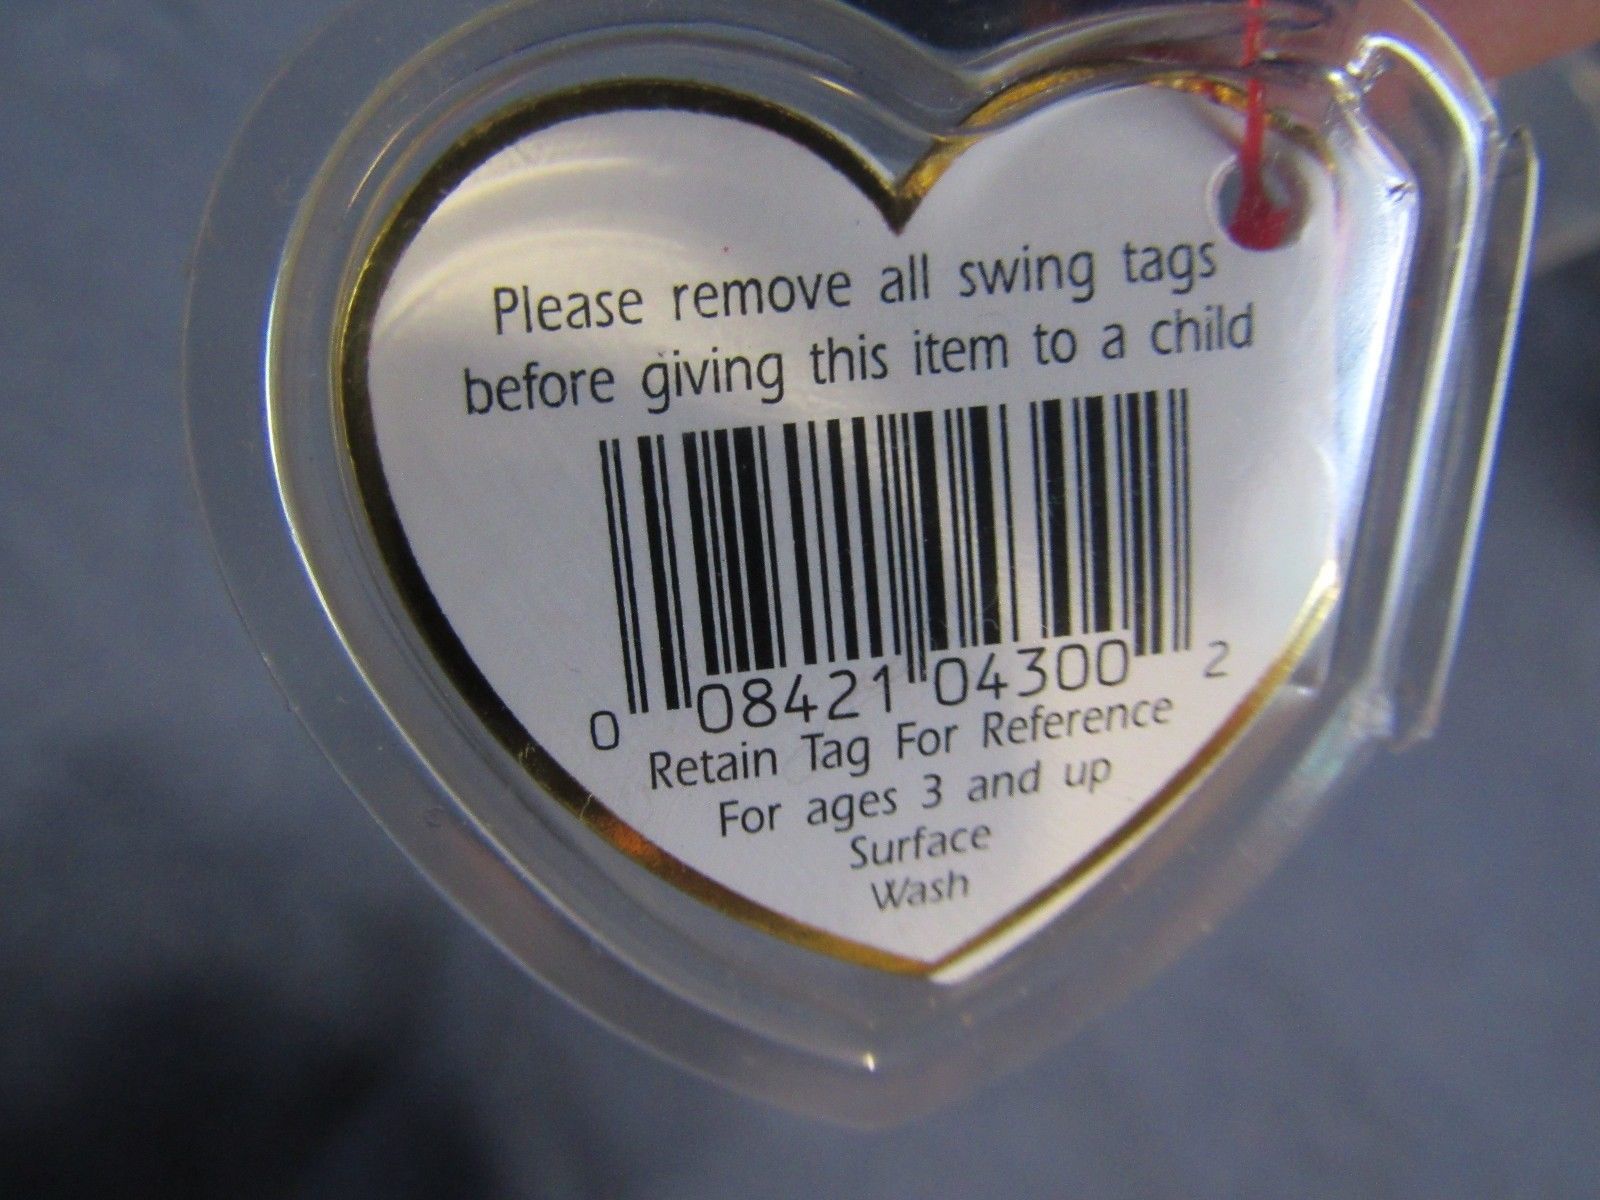 Please remove all swing tags
before giving this item to a child
0 08421 04300 2
Retain Tag For Reference
For ages 3 and up
Surface
Wash